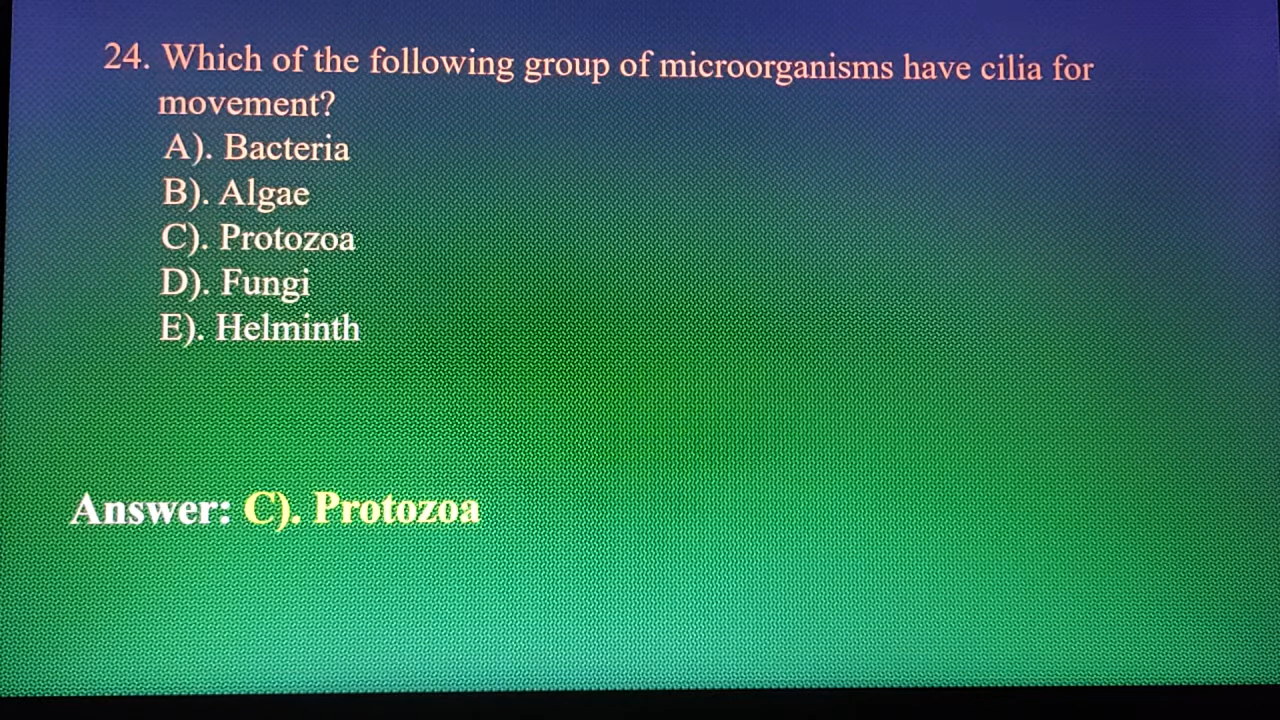 24. Which of the following group of microorganisms have cilia for
movement?
A). Bacteria
B). Algae
C). Protozoa
D). Fungi
E). Helminth
Answer: C). Protozoa